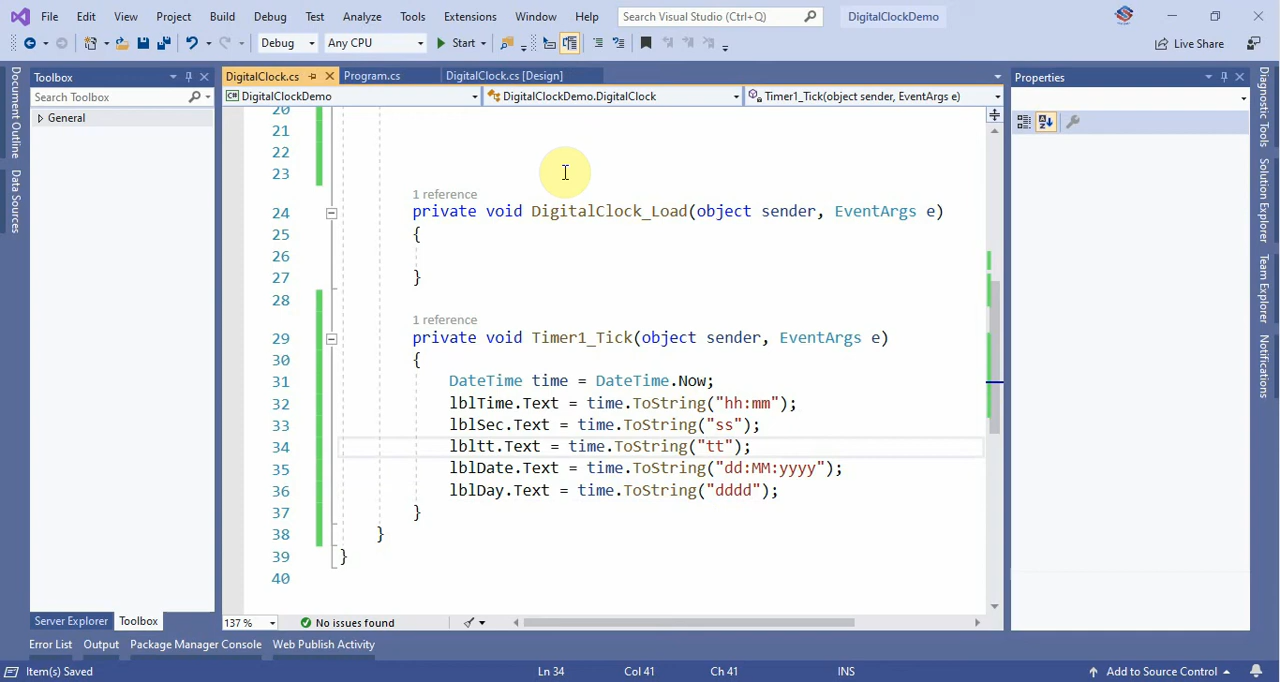 File Edit View Project Build Debug Test Analyze Tools Extensions Window Help Search Visual Studio (Ctrl+Q) DigitalClockDemo
Debug Any CPU Start Live Share
Toolbox
Search Toolbox
General
Document Outline
Data Sources
DigitalClock.cs Program.cs DigitalClock.cs [Design]
DigitalClockDemo DigitalClockDemo.DigitalClock Timer1_Tick(object sender, EventArgs e)
20
21
22
23
1 reference
24 private void DigitalClock_Load(object sender, EventArgs e)
25 {
26
27 }
28
1 reference
29 private void Timer1_Tick(object sender, EventArgs e)
30 {
31 DateTime time = DateTime.Now;
32 lblTime.Text = time.ToString("hh:mm");
33 lblSec.Text = time.ToString("ss");
34 lbltt.Text = time.ToString("tt");
35 lblDate.Text = time.ToString("dd:MM:yyyy");
36 lblDay.Text = time.ToString("dddd");
37 }
38 }
39 }
40
137 % No issues found
Properties
Diagnostic Tools
Solution Explorer
Team Explorer
Notifications
Server Explorer Toolbox
Error List Output Package Manager Console Web Publish Activity
Item(s) Saved Ln 34 Col 41 Ch 41 INS Add to Source Control